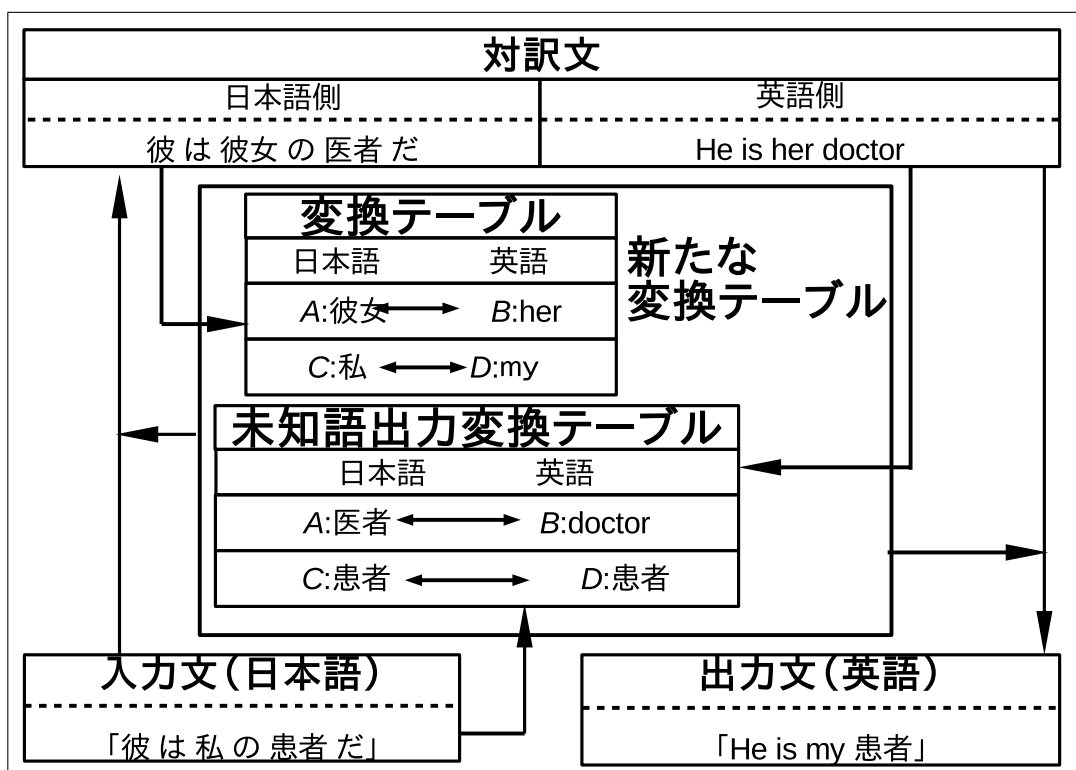 対訳文
日本語側 英語側
彼 は 彼女 の 医者 だ He is her doctor
変換テーブル
日本語 英語
A:彼女 B:her
C:私 D:my
新たな
変換テーブル
未知語出力変換テーブル
日本語 英語
A:医者 B:doctor
C:患者 D:患者
入力文(日本語)
「彼 は 私 の 患者 だ」
出力文(英語)
「He is my 患者」